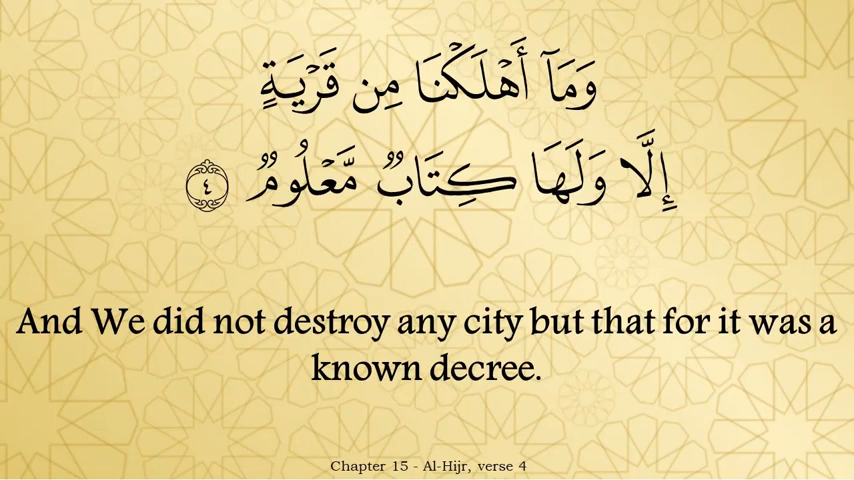 وَمَآ أَهْلَكْنَا مِن قَرْيَةٍ
إِلَّا وَلَهَا كِتَابٌ مَّعْلُومٌ ٤
And We did not destroy any city but that for it was a
known decree.
Chapter 15 - Al-Hijr, verse 4